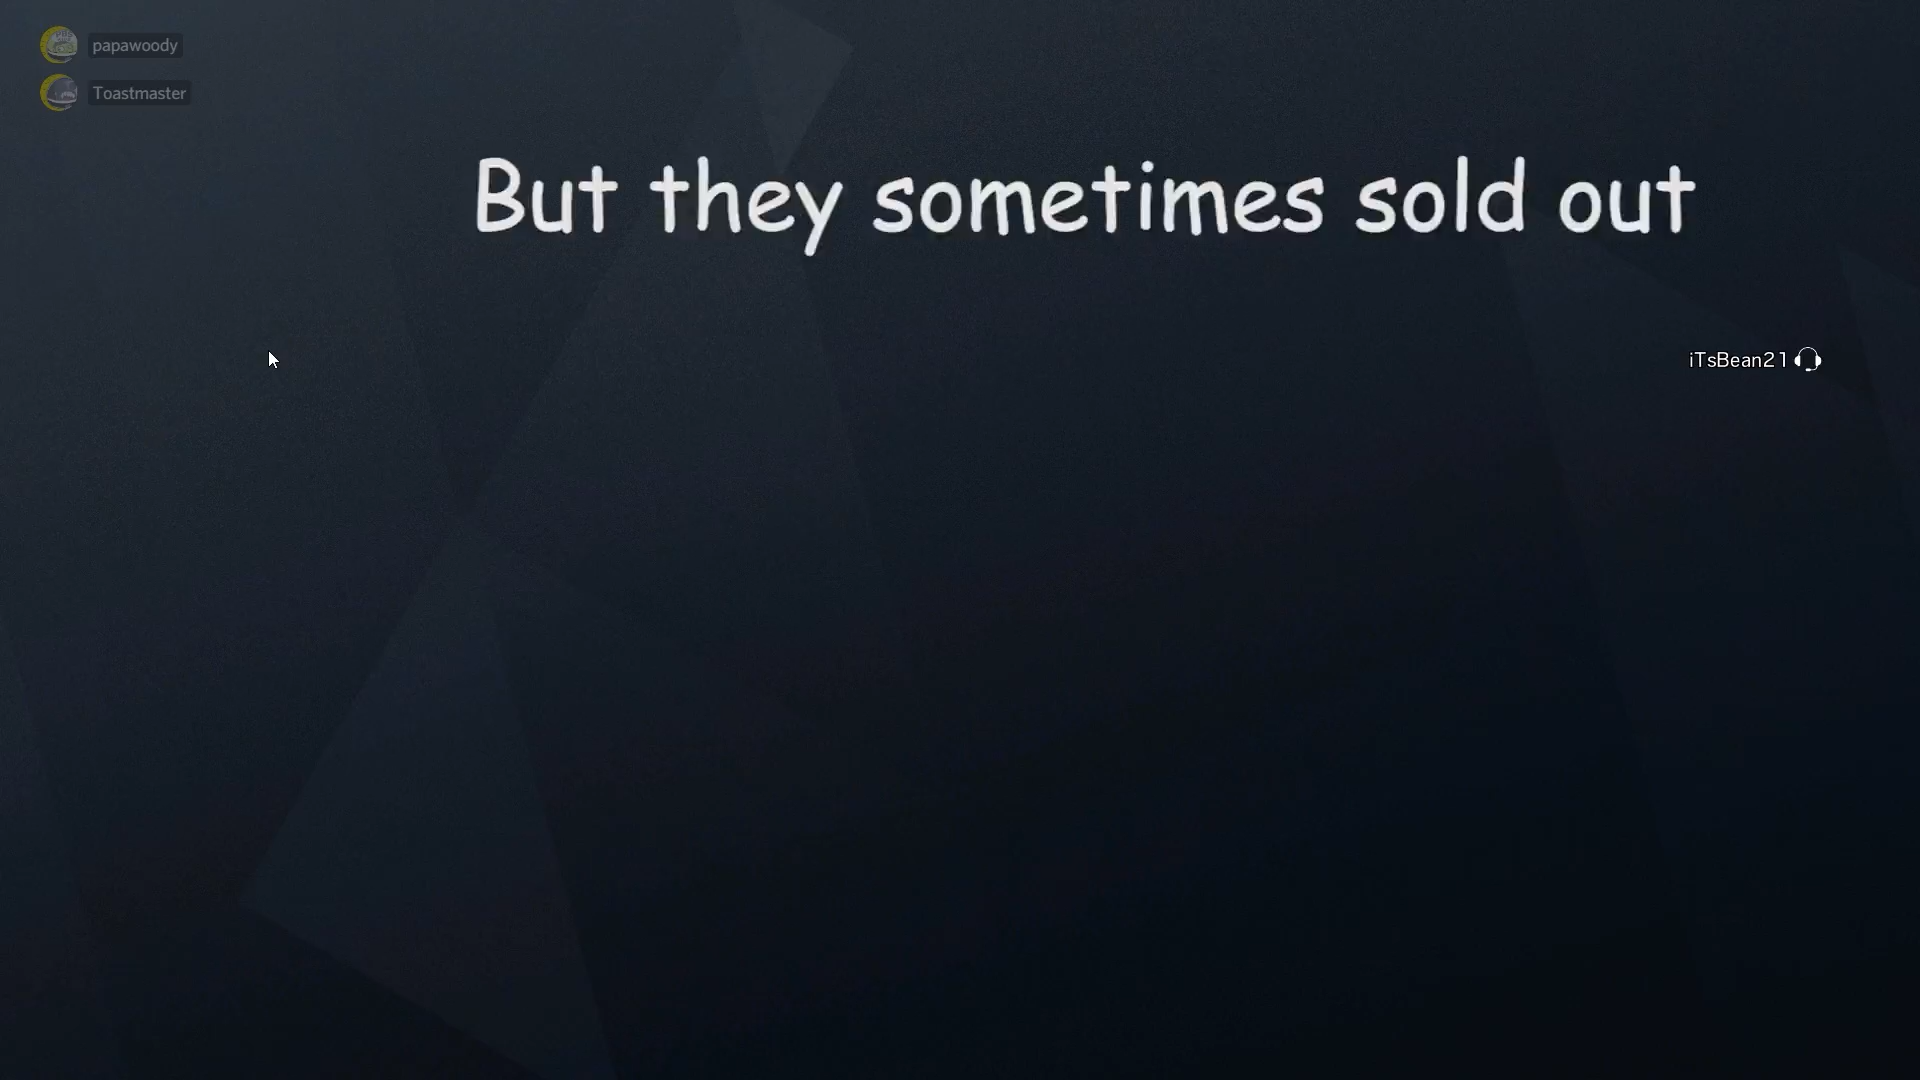 papawoody
Toastmaster
But they sometimes sold out
iTsBean21